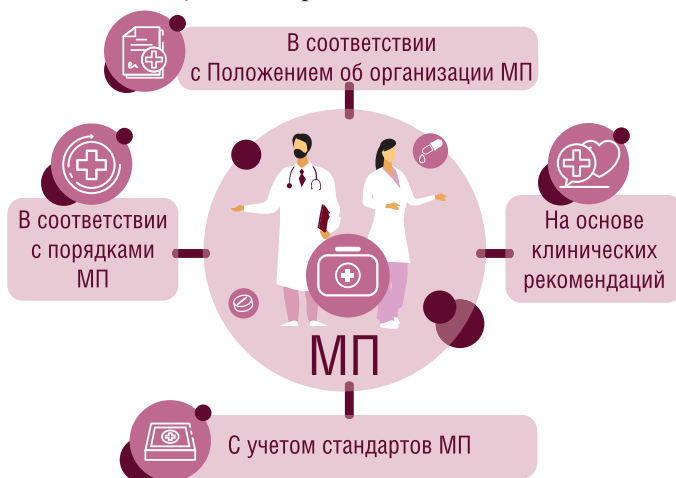 В соответствии
с Положением об организации МП
В соответствии
с порядками
МП
На основе
клинических
рекомендаций
МП
С учетом стандартов МП